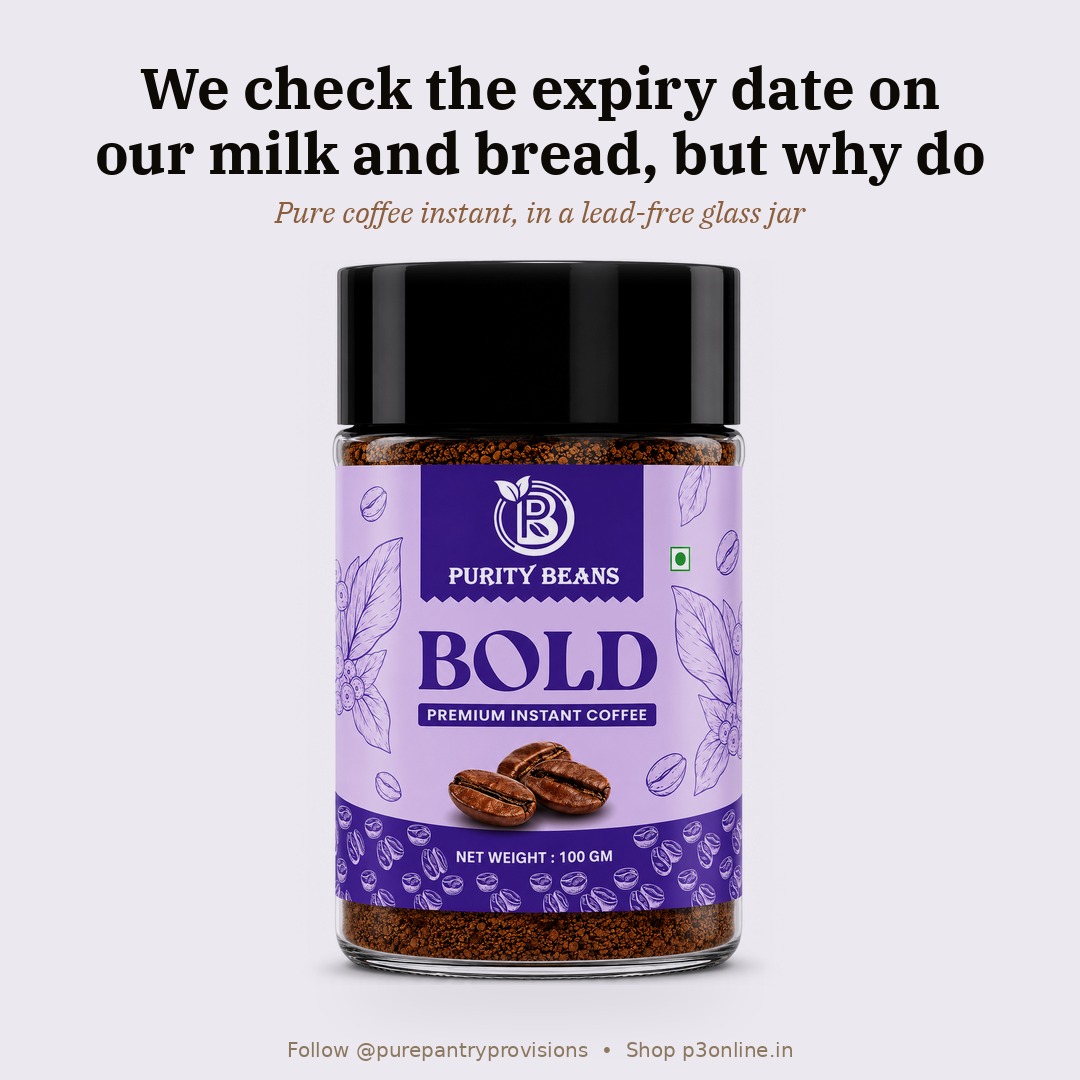 We check the expiry date on
our milk and bread, but why do
Pure coffee instant, in a lead-free glass jar
PURITY BEANS
BOLD
PREMIUM INSTANT COFFEE
NET WEIGHT : 100 GM
Follow @purepantryprovisions • Shop p3online.in